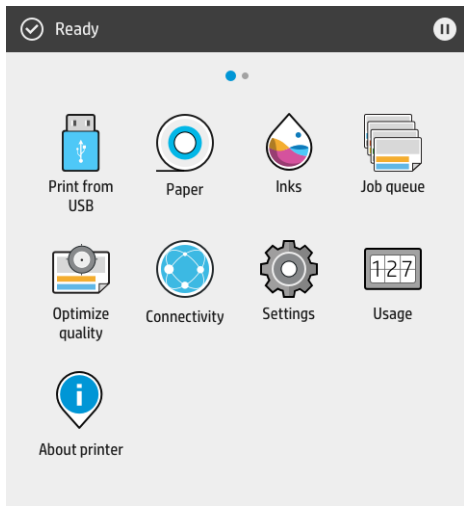 Ready
Print from
USB
Paper
Inks
Job queue
Optimize
quality
Connectivity
Settings
127
Usage
i
About printer